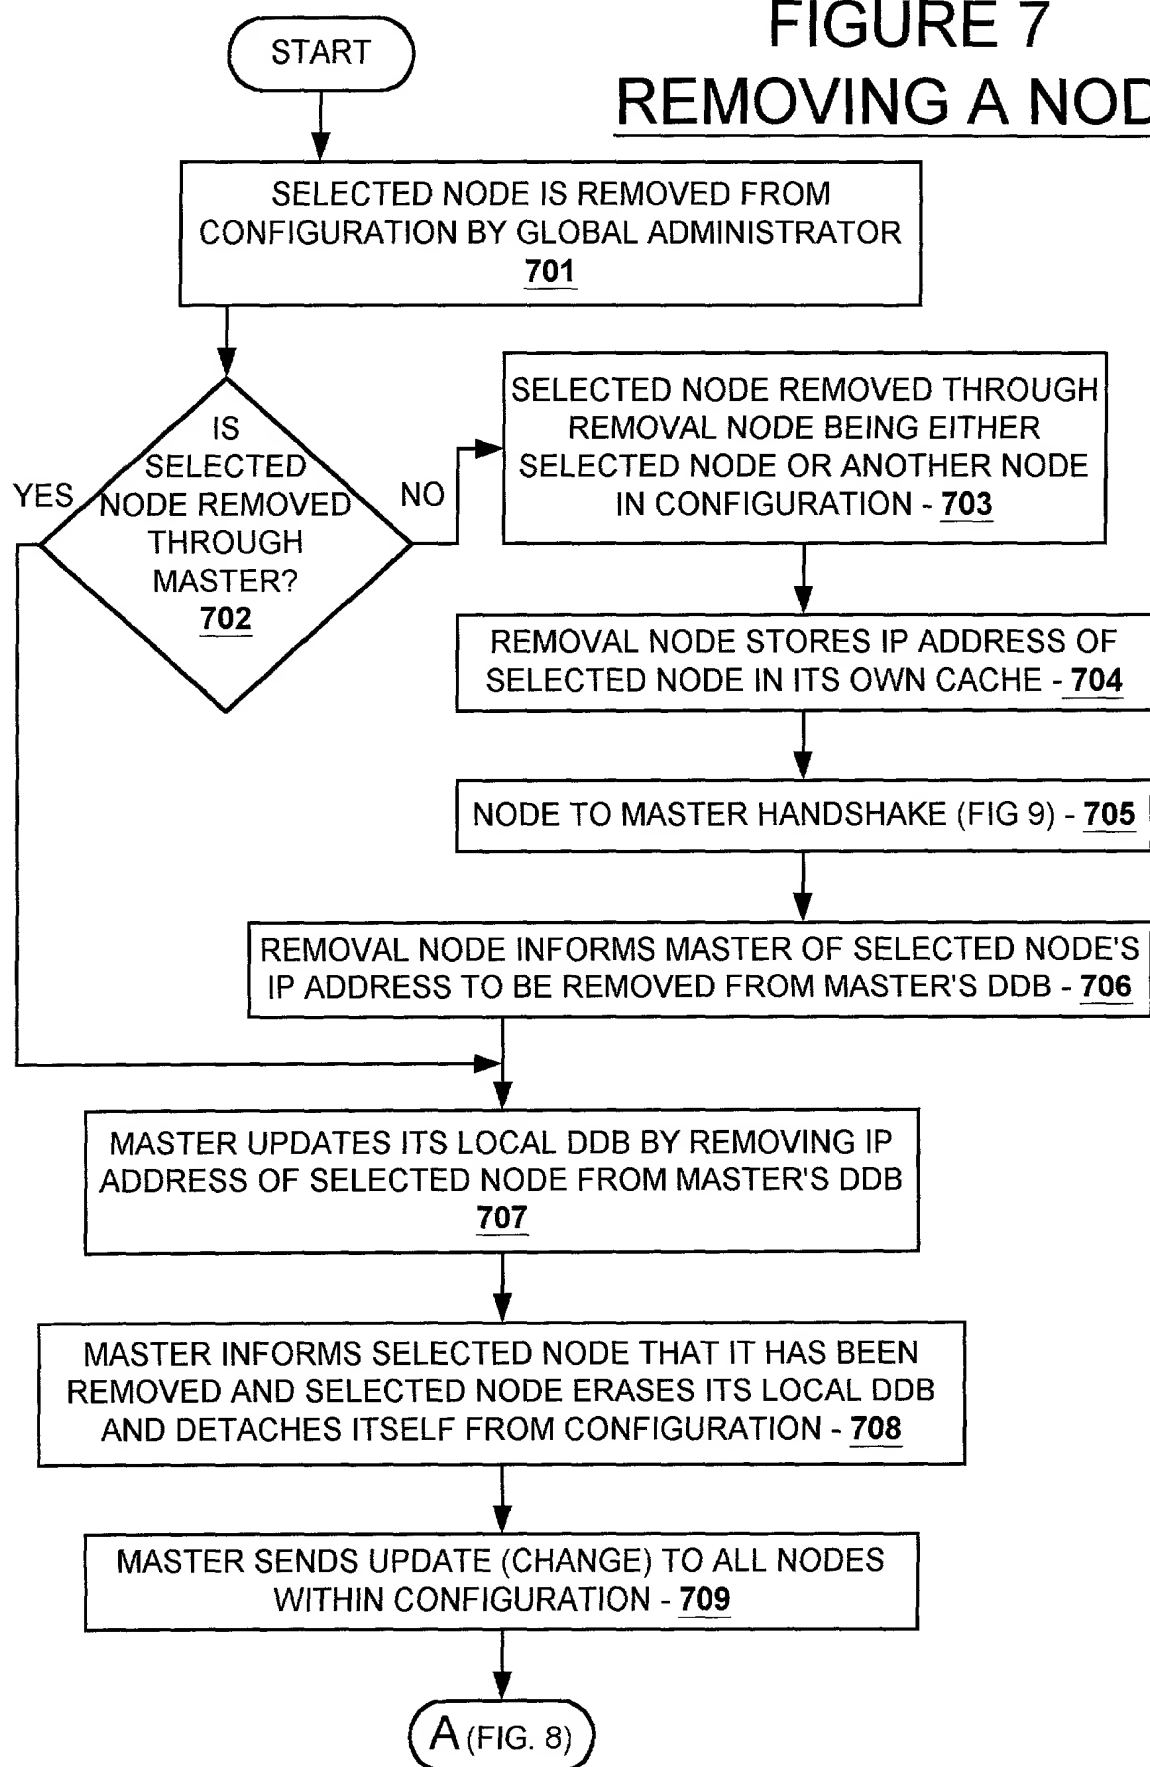 FIGURE 7
REMOVING A NOD
START
SELECTED NODE IS REMOVED FROM
CONFIGURATION BY GLOBAL ADMINISTRATOR
701
IS
SELECTED
NODE REMOVED
THROUGH
MASTER?
702
YES
NO
SELECTED NODE REMOVED THROUGH
REMOVAL NODE BEING EITHER
SELECTED NODE OR ANOTHER NODE
IN CONFIGURATION - 703
REMOVAL NODE STORES IP ADDRESS OF
SELECTED NODE IN ITS OWN CACHE - 704
NODE TO MASTER HANDSHAKE (FIG 9) - 705
REMOVAL NODE INFORMS MASTER OF SELECTED NODE'S
IP ADDRESS TO BE REMOVED FROM MASTER'S DDB - 706
MASTER UPDATES ITS LOCAL DDB BY REMOVING IP
ADDRESS OF SELECTED NODE FROM MASTER'S DDB
707
MASTER INFORMS SELECTED NODE THAT IT HAS BEEN
REMOVED AND SELECTED NODE ERASES ITS LOCAL DDB
AND DETACHES ITSELF FROM CONFIGURATION - 708
MASTER SENDS UPDATE (CHANGE) TO ALL NODES
WITHIN CONFIGURATION - 709
A (FIG. 8)